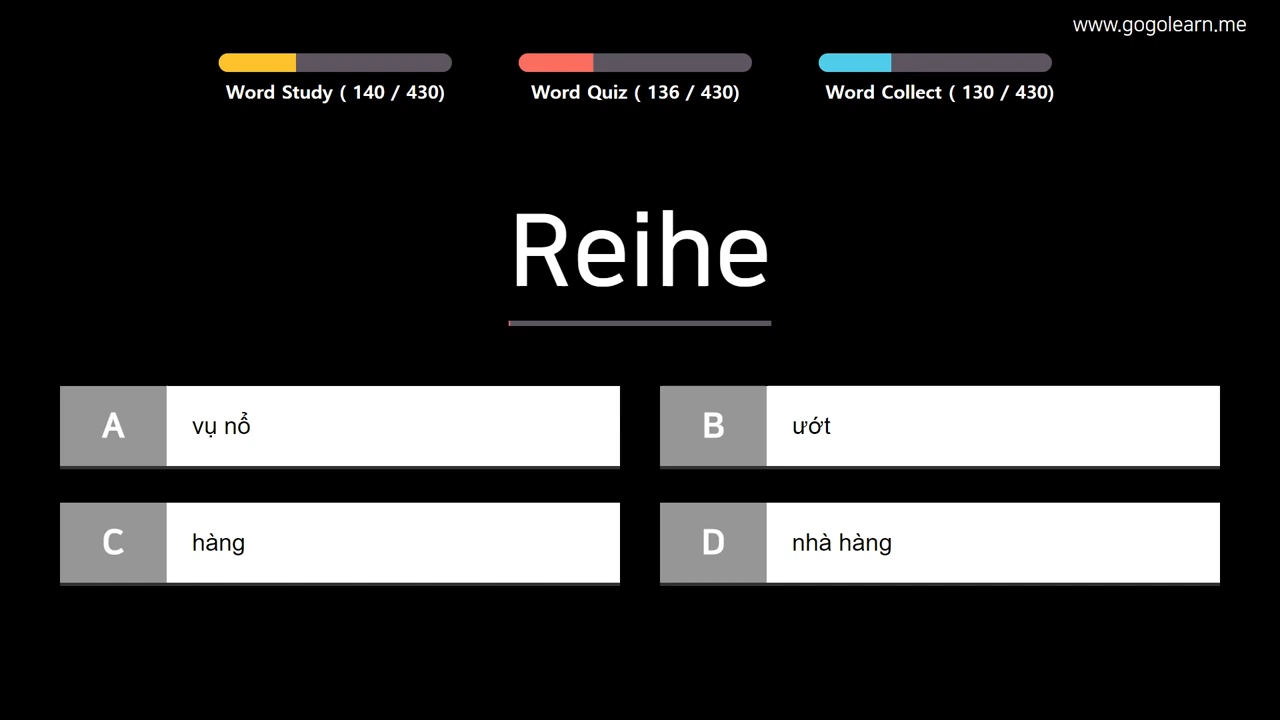 www.gogolearn.me
Word Study ( 140 / 430)
Word Quiz ( 136 / 430)
Word Collect ( 130 / 430)
Reihe
A vụ nổ
B ướt
C hàng
D nhà hàng